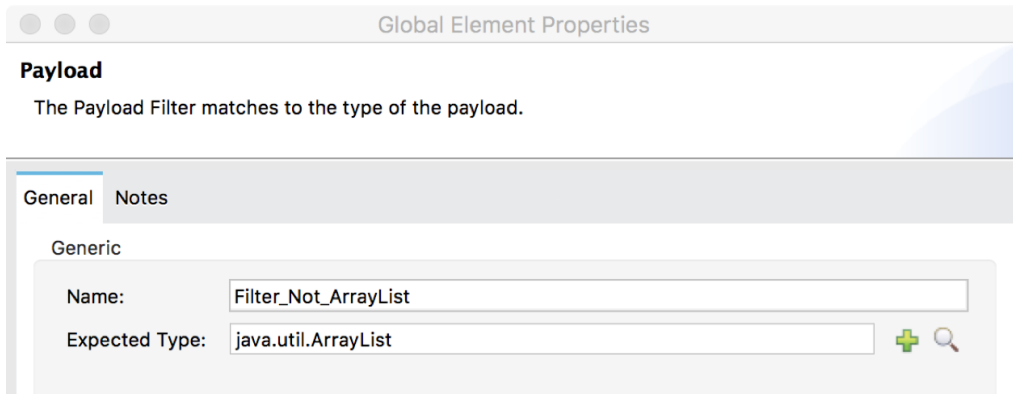 Global Element Properties
Payload
The Payload Filter matches to the type of the payload.
General Notes
Generic
Name: Filter_Not_ArrayList
Expected Type: java.util.ArrayList